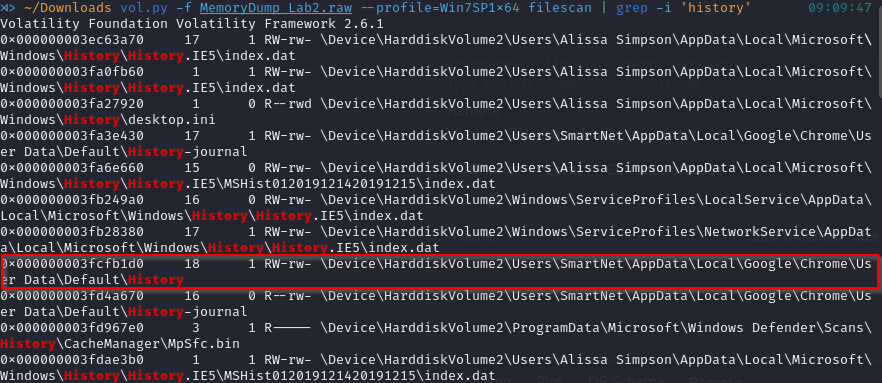 ⋊> ~/Downloads vol.py -f MemoryDump_Lab2.raw --profile=Win7SP1×64 filescan | grep -i 'history' 09:09:47
Volatility Foundation Volatility Framework 2.6.1
0×000000003ec63a70 17 1 RW-rw- \Device\HarddiskVolume2\Users\Alissa Simpson\AppData\Local\Microsoft\
Windows\History\History.IE5\index.dat
0×000000003fa0fb60 1 1 RW-rw- \Device\HarddiskVolume2\Users\Alissa Simpson\AppData\Local\Microsoft\
Windows\History\History.IE5\index.dat
0×000000003fa27920 1 0 R--rwd \Device\HarddiskVolume2\Users\Alissa Simpson\AppData\Local\Microsoft\
Windows\History\desktop.ini
0×000000003fa3e430 17 1 RW-rw- \Device\HarddiskVolume2\Users\SmartNet\AppData\Local\Google\Chrome\Us
er Data\Default\History-journal
0×000000003fa6e660 15 0 RW-rw- \Device\HarddiskVolume2\Users\Alissa Simpson\AppData\Local\Microsoft\
Windows\History\History.IE5\MSHist012019121420191215\index.dat
0×000000003fb249a0 16 0 RW-rw- \Device\HarddiskVolume2\Windows\ServiceProfiles\LocalService\AppData\
Local\Microsoft\Windows\History\History.IE5\index.dat
0×000000003fb28380 17 1 RW-rw- \Device\HarddiskVolume2\Windows\ServiceProfiles\NetworkService\AppDat
a\Local\Microsoft\Windows\History\History.IE5\index.dat
0×000000003fcfb1d0 18 1 RW-rw- \Device\HarddiskVolume2\Users\SmartNet\AppData\Local\Google\Chrome\Us
er Data\Default\History
0×000000003fd4a670 16 0 R--rw- \Device\HarddiskVolume2\Users\SmartNet\AppData\Local\Google\Chrome\Us
er Data\Default\History-journal
0×000000003fd967e0 3 1 R----- \Device\HarddiskVolume2\ProgramData\Microsoft\Windows Defender\Scans\
History\CacheManager\MpSfc.bin
0×000000003fdae3b0 1 1 RW-rw- \Device\HarddiskVolume2\Users\Alissa Simpson\AppData\Local\Microsoft\
Windows\History\History.IE5\MSHist012019121420191215\index.dat